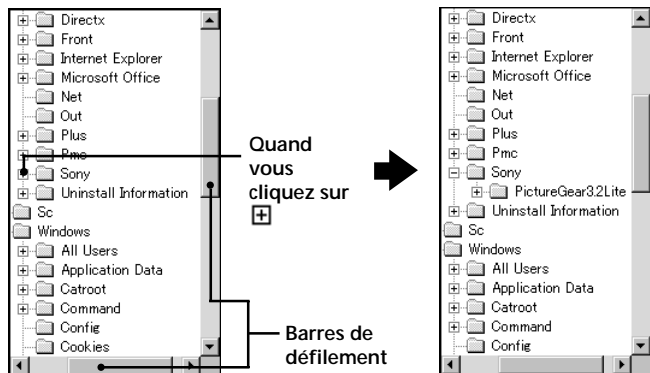 Directx
Front
Internet Explorer
Microsoft Office
Net
Out
Plus
Pmc
Sony
Uninstall Information
Sc
Windows
All Users
Application Data
Catroot
Command
Config
Cookies
Quand
vous
cliquez sur
Barres de
défilement
Directx
Front
Internet Explorer
Microsoft Office
Net
Out
Plus
Pmc
Sony
PictureGear3.2Lite
Uninstall Information
Sc
Windows
All Users
Application Data
Catroot
Command
Config